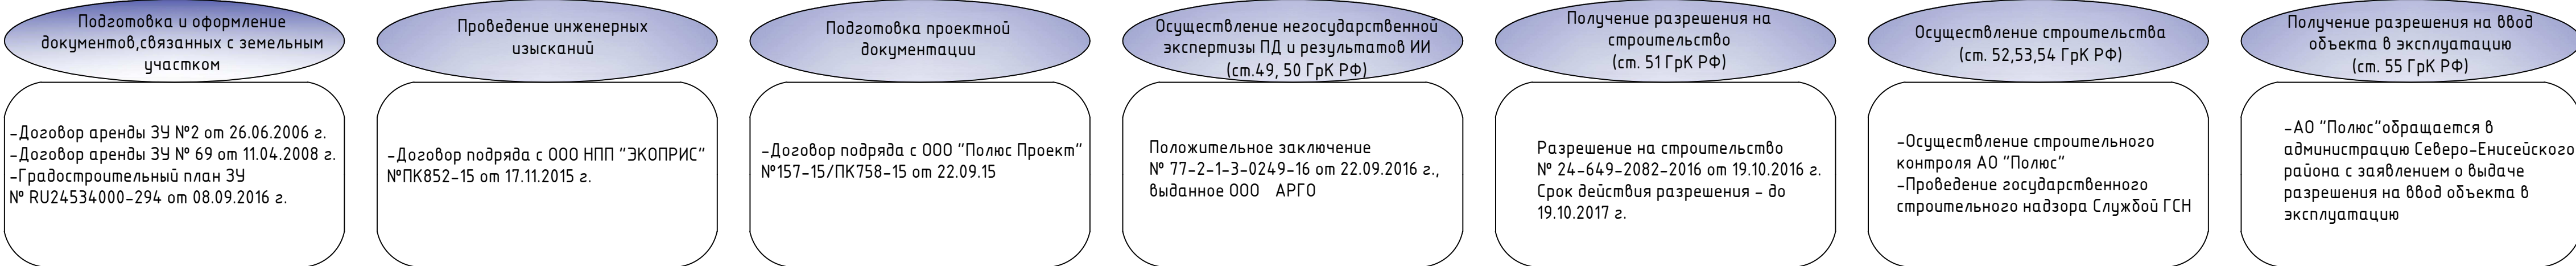 Подготовка и оформление
документов,связанных с земельным
участком
-Договор аренды ЗУ №2 от 26.06.2006 г.
-Договор аренды ЗУ № 69 от 11.04.2008 г.
-Градостроительный план ЗУ
№ RU24534000-294 от 08.09.2016 г.
Проведение инженерных
изысканий
-Договор подряда с ООО НПП "ЭКОПРИС"
№ПК852-15 от 17.11.2015 г.
Подготовка проектной
документации
-Договор подряда с ООО "Полюс Проект"
№157-15/ПК758-15 от 22.09.15
Осуществление негосударственной
экспертизы ПД и результатов ИИ
(ст.49, 50 ГрК РФ)
Положительное заключение
№ 77-2-1-3-0249-16 от 22.09.2016 г.,
выданное ООО АРГО
Получение разрешения на
строительство
(ст. 51 ГрК РФ)
Разрешение на строительство
№ 24-649-2082-2016 от 19.10.2016 г.
Срок действия разрешения - до
19.10.2017 г.
Осуществление строительства
(ст. 52,53,54 ГрК РФ)
-Осуществление строительного
контроля АО "Полюс"
-Проведение государственного
строительного надзора Службой ГСН
Получение разрешения на ввод
объекта в эксплуатацию
(ст. 55 ГрК РФ)
-АО "Полюс"обращается в
администрацию Северо-Енисейского
района с заявлением о выдаче
разрешения на ввод объекта в
эксплуатацию